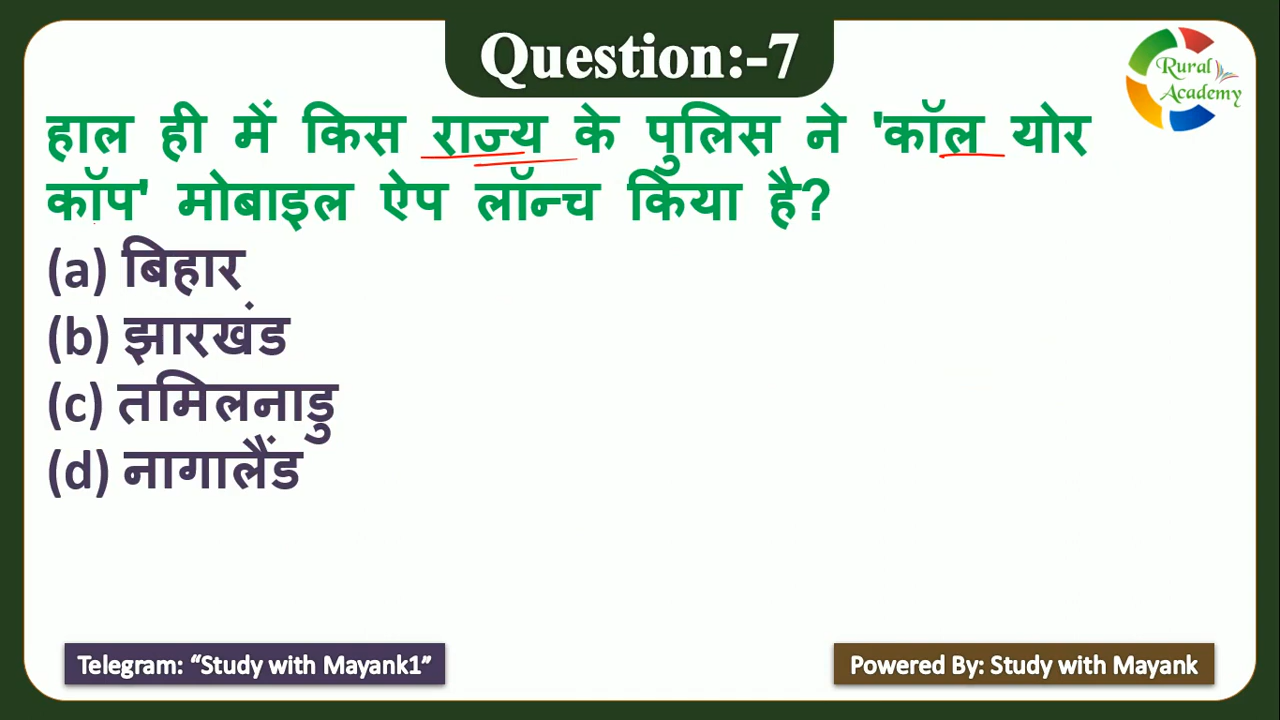 Question:-7
Rural
Academy
हाल ही में किस राज्य के पुलिस ने 'कॉल योर
कॉप' मोबाइल ऐप लॉन्च किया है?
(a) बिहार
(b) झारखंड
(c) तमिलनाडु
(d) नागालैंड
Telegram: “Study with Mayank1”
Powered By: Study with Mayank